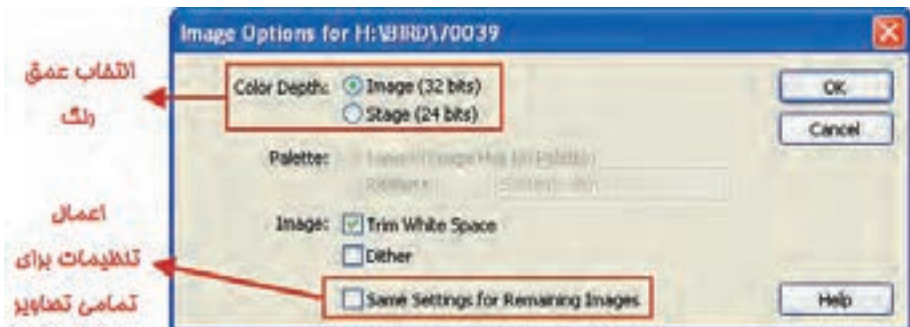 Image Options for H:\BIRD\70039
انتخاب عمق
رنگ
Color Depth: Image (32 bits)
Stage (24 bits)
OK
Cancel
Palette:
Image: Trim White Space
Dither
اعمال
تنظیمات برای
تمامی تصاویر
Same Settings for Remaining Images
Help